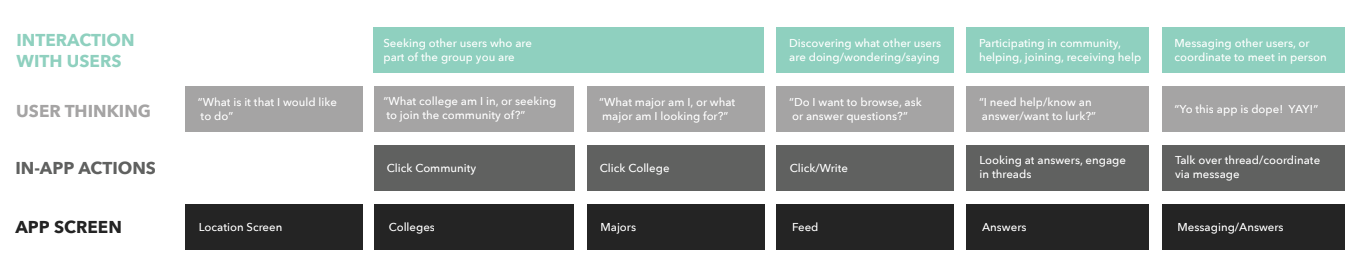 INTERACTION
WITH USERS
Seeking other users who are
part of the group you are
Discovering what other users
are doing/wondering/saying
Participating in community,
helping, joining, receiving help
Messaging other users, or
coordinate to meet in person
USER THINKING
"What is it that I would like
to do"
"What college am I in, or seeking
to join the community of?"
"What major am I, or what
major am I looking for?"
"Do I want to browse, ask
or answer questions?"
"I need help/know an
answer/want to lurk?"
"Yo this app is dope!  YAY!"
IN-APP ACTIONS
Click Community
Click College
Click/Write
Looking at answers, engage
in threads
Talk over thread/coordinate
via message
APP SCREEN
Location Screen
Colleges
Majors
Feed
Answers
Messaging/Answers